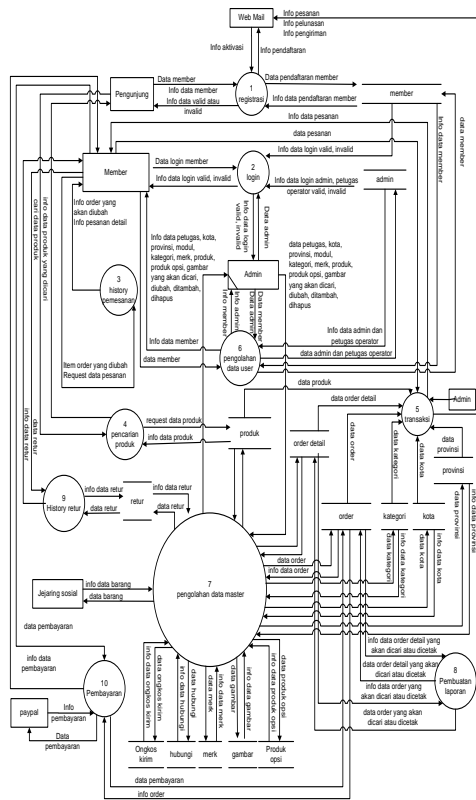 Web Mail
Info pesanan
Info pelunasan
Info pengiriman
Info aktivasi
Info pendaftaran
Pengunjung
Data member
Info data member
Info data valid atau
invalid
1
registrasi
Data pendaftaran member
Info data pendaftaran member
member
data pesanan
Info data pesanan
Member
Data login member
Info data login valid, invalid
2
login
Info data login valid, invalid
Info data login admin, petugas
operator valid, invalid
admin
Info data member
data member
info data produk yang dicari
cari data produk
Info order yang
akan diubah
Info pesanan detail
Info data petugas, kota,
provinsi, modul,
kategori, merk, produk,
produk opsi, gambar
yang akan dicari,
diubah, ditambah,
dihapus
Info data login
valid, invalid
Data admin
Admin
data petugas, kota,
provinsi, modul,
kategori, merk, produk,
produk opsi, gambar
yang akan dicari,
diubah, ditambah,
dihapus
3
history
pemesanan
Info member
Info admin
Data admin
Data member
Info data member
data member
6
pengolahan
data user
Info data admin dan
petugas operator
data admin dan petugas operator
Item order yang diubah
Request data pesanan
data produk
data order detail
5
transaksi
Admin
4
pencarian
produk
request data produk
info data produk
produk
order detail
data order
data kategori
data kota
data provinsi
provinsi
data retur
info data retur
9
History retur
info data retur
data retur
retur
info data retur
data retur
order
kategori
kota
data provinsi
info data provinsi
7
pengolahan data master
data order
info data order
data kategori
info data kategori
data kota
info data kota
Jejaring sosial
info data barang
data barang
data pembayaran
info data
pembayaran
10
Pembayaran
paypal
Info
pembayaran
Data
pembayaran
info data ongkos kirim
data ongkos kirim
info data hubungi
data hubungi
data merk
info data merk
data gambar
info data gambar
info data produk opsi
data produk opsi
info data order detail yang
akan dicari atau dicetak
data order detail yang akan
dicari atau dicetak
info data order yang akan
dicari atau dicetak
data order yang akan
dicari atau dicetak
8
Pembuatan
laporan
Ongkos
kirim
hubungi
merk
gambar
Produk
opsi
data pembayaran
info order